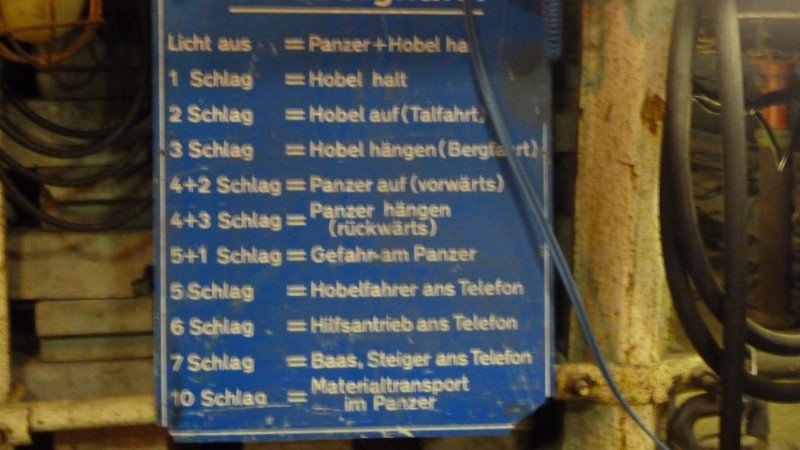 Licht aus = Panzer+Hobel
1 Schlag = Hobel halt
2 Schlag = Hobel auf (Talfahrt)
3 Schlag = Hobel hängen (Bergfahrt)
4+2 Schlag = Panzer auf (vorwärts)
4+3 Schlag = Panzer hängen
(rückwärts)
5+1 Schlag = Gefahr am Panzer
5 Schlag = Hobelfahrer ans Telefon
6 Schlag = Hilfsantrieb ans Telefon
7 Schlag = Baas, Steiger ans Telefon
10 Schlag = Materialtransport
im Panzer